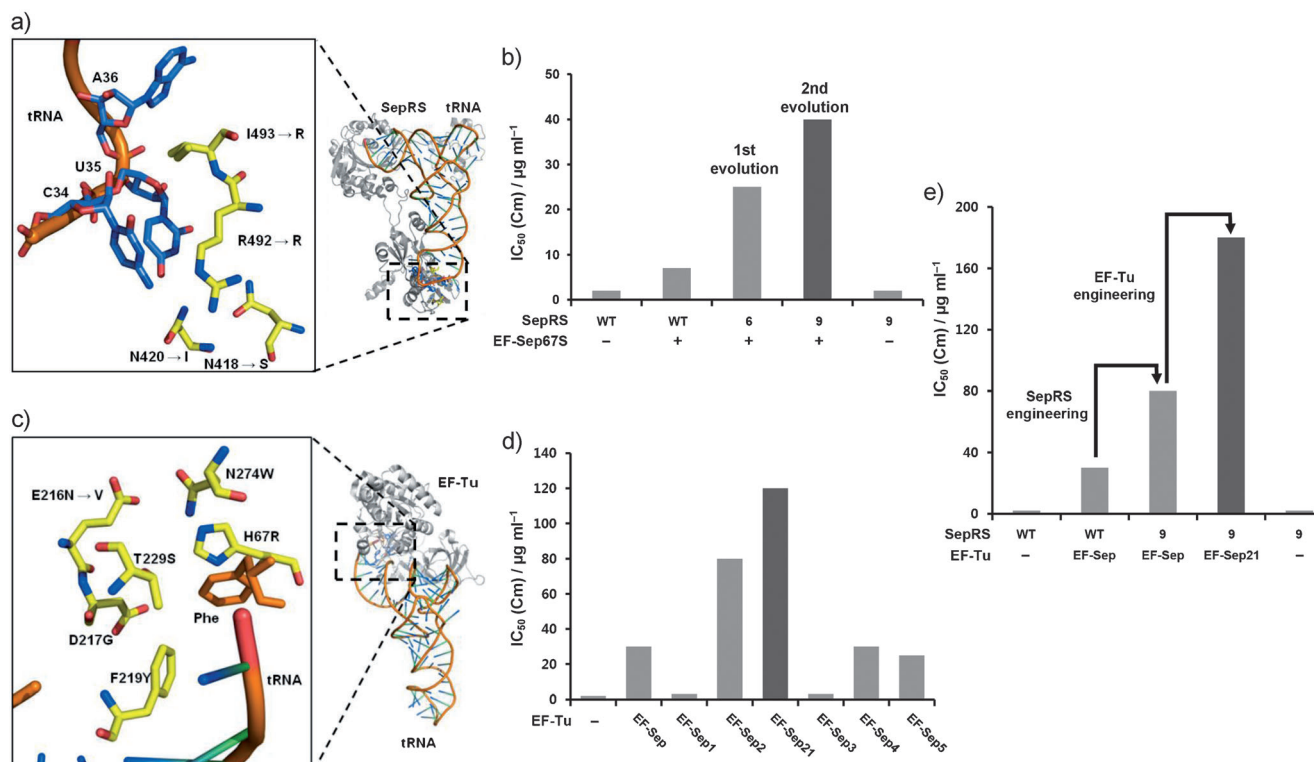 a)
A36
tRNA
I493 → R
U35
C34
R492 → R
N420 → I
N418 → S
SepRS
tRNA
b)
IC50 (Cm) / µg ml−1
50
40
30
20
10
0
1st
evolution
2nd
evolution
SepRS WT WT 6 9 9
EF-Sep67S – + + + –
c)
N274W
E216N → V
H67R
T229S
Phe
D217G
F219Y
tRNA
EF-Tu
tRNA
d)
IC50 (Cm) / µg ml−1
140
120
100
80
60
40
20
0
EF-Tu – EF-Sep EF-Sep1 EF-Sep2 EF-Sep21 EF-Sep3 EF-Sep4 EF-Sep5
e)
IC50 (Cm) / µg ml−1
200
160
120
80
40
0
EF-Tu
engineering
SepRS
engineering
SepRS WT WT 9 9 9
EF-Tu – EF-Sep EF-Sep EF-Sep21 –